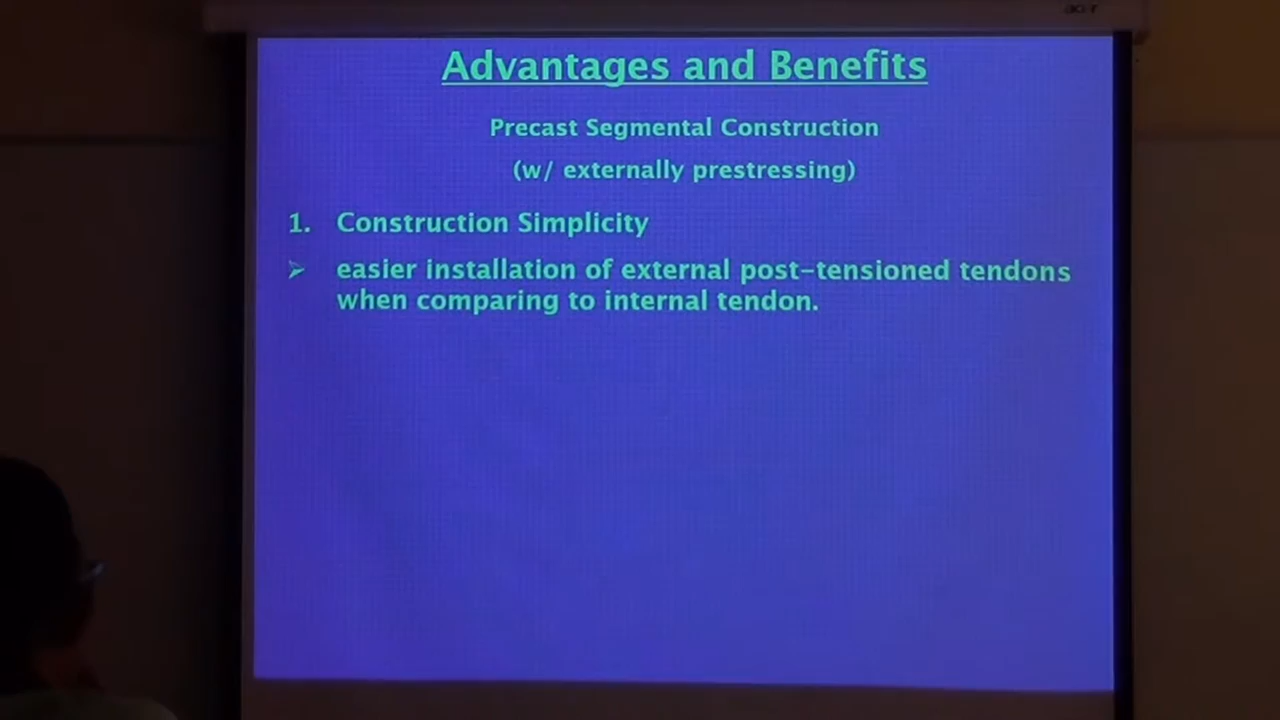 acer
Advantages and Benefits
Precast Segmental Construction
(w/ externally prestressing)
1. Construction Simplicity
➢ easier installation of external post-tensioned tendons
when comparing to internal tendon.